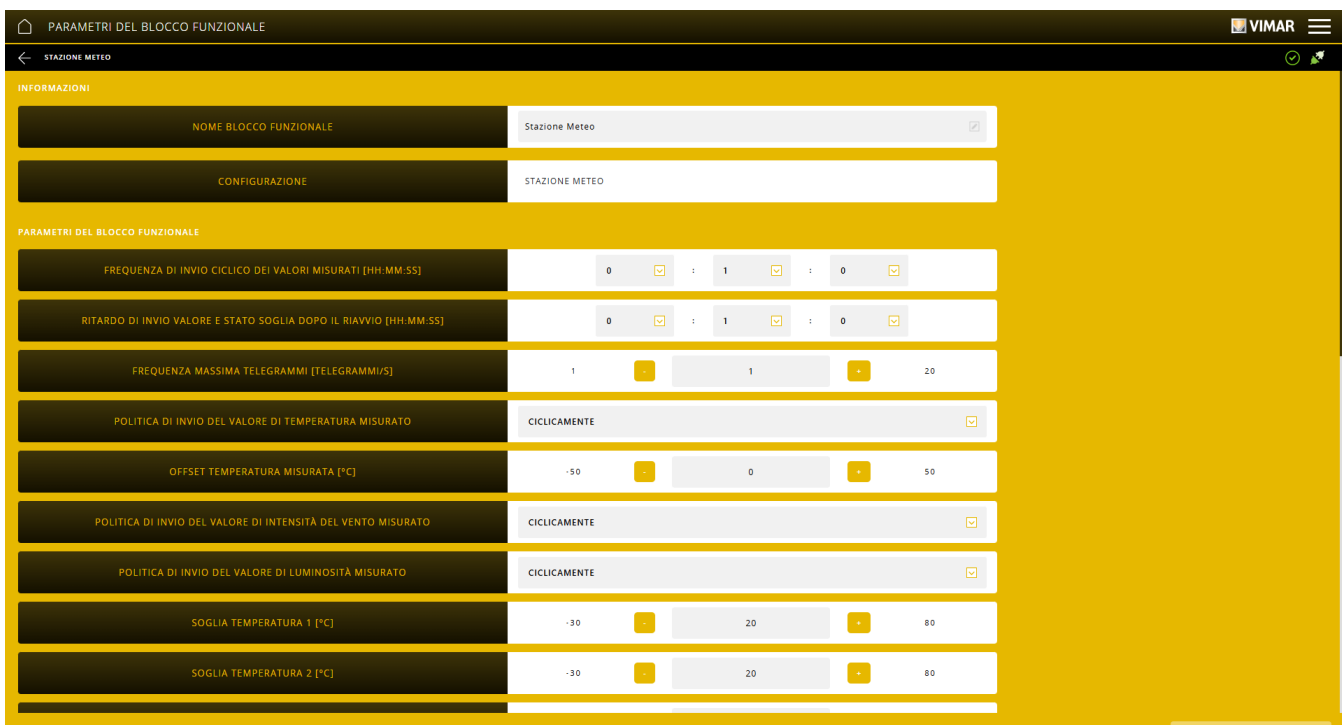 PARAMETRI DEL BLOCCO FUNZIONALE
VIMAR
STAZIONE METEO
INFORMAZIONI
NOME BLOCCO FUNZIONALE Stazione Meteo
CONFIGURAZIONE STAZIONE METEO
PARAMETRI DEL BLOCCO FUNZIONALE
FREQUENZA DI INVIO CICLICO DEI VALORI MISURATI [HH:MM:SS] 0 : 1 : 0
RITARDO DI INVIO VALORE E STATO SOGLIA DOPO IL RIAVVIO [HH:MM:SS] 0 : 1 : 0
FREQUENZA MASSIMA TELEGRAMMI [TELEGRAMMI/S] 1 - 1 + 20
POLITICA DI INVIO DEL VALORE DI TEMPERATURA MISURATO CICLICAMENTE
OFFSET TEMPERATURA MISURATA [°C] -50 - 0 + 50
POLITICA DI INVIO DEL VALORE DI INTENSITÀ DEL VENTO MISURATO CICLICAMENTE
POLITICA DI INVIO DEL VALORE DI LUMINOSITÀ MISURATO CICLICAMENTE
SOGLIA TEMPERATURA 1 [°C] -30 - 20 + 80
SOGLIA TEMPERATURA 2 [°C] -30 - 20 + 80